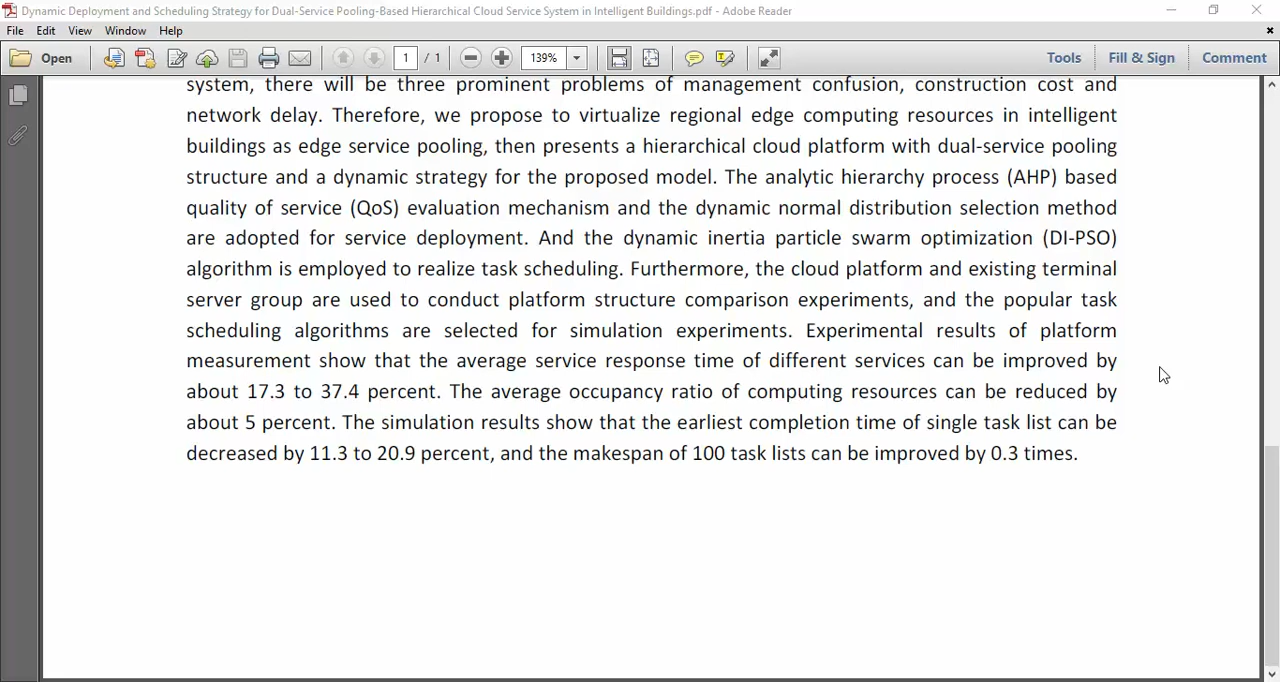 Dynamic Deployment and Scheduling Strategy for Dual-Service Pooling-Based Hierarchical Cloud Service System in Intelligent Buildings.pdf - Adobe Reader
File Edit View Window Help
Open 1 / 1 139% Tools Fill & Sign Comment
system, there will be three prominent problems of management confusion, construction cost and
network delay. Therefore, we propose to virtualize regional edge computing resources in intelligent
buildings as edge service pooling, then presents a hierarchical cloud platform with dual-service pooling
structure and a dynamic strategy for the proposed model. The analytic hierarchy process (AHP) based
quality of service (QoS) evaluation mechanism and the dynamic normal distribution selection method
are adopted for service deployment. And the dynamic inertia particle swarm optimization (DI-PSO)
algorithm is employed to realize task scheduling. Furthermore, the cloud platform and existing terminal
server group are used to conduct platform structure comparison experiments, and the popular task
scheduling algorithms are selected for simulation experiments. Experimental results of platform
measurement show that the average service response time of different services can be improved by
about 17.3 to 37.4 percent. The average occupancy ratio of computing resources can be reduced by
about 5 percent. The simulation results show that the earliest completion time of single task list can be
decreased by 11.3 to 20.9 percent, and the makespan of 100 task lists can be improved by 0.3 times.